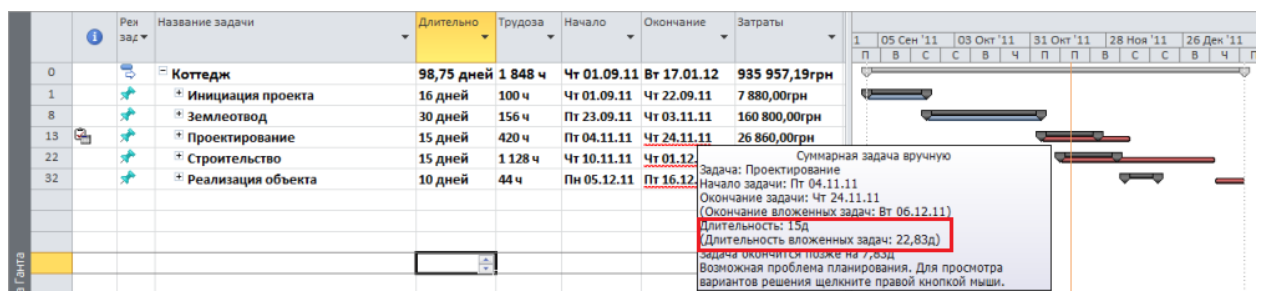 Реж
зад
Название задачи
Длительно
Трудоза
Начало
Окончание
Затраты
1 05 Сен '11 03 Окт '11 31 Окт '11 28 Ноя '11 26 Дек '11
П В С С В Ч П П В С С В Ч П
0 Коттедж 98,75 дней 1 848 ч Чт 01.09.11 Вт 17.01.12 935 957,19грн
1 Инициация проекта 16 дней 100 ч Чт 01.09.11 Чт 22.09.11 7 880,00грн
8 Землеотвод 30 дней 156 ч Пт 23.09.11 Чт 03.11.11 160 800,00грн
13 Проектирование 15 дней 420 ч Пт 04.11.11 Чт 24.11.11 26 860,00грн
22 Строительство 15 дней 1 128 ч Чт 10.11.11 Чт 01.12.
32 Реализация объекта 10 дней 44 ч Пн 05.12.11 Пт 16.12.
Суммарная задача вручную
Задача: Проектирование
Начало задачи: Пт 04.11.11
Окончание задачи: Чт 24.11.11
(Окончание вложенных задач: Вт 06.12.11)
Длительность: 15д
(Длительность вложенных задач: 22,83д)
Задача окончится позже на 7,83д
Возможная проблема планирования. Для просмотра
вариантов решения щелкните правой кнопкой мыши.
а Ганта